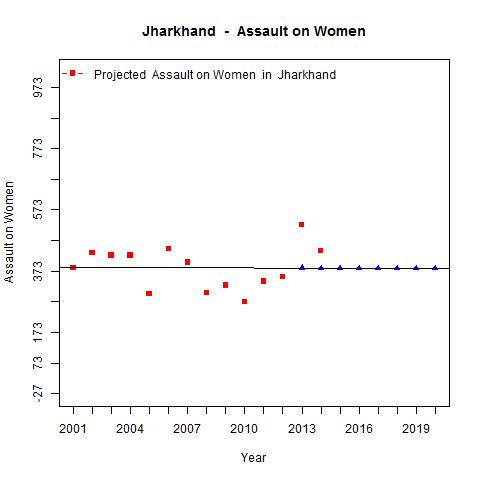 Jharkhand - Assault on Women
Projected Assault on Women in Jharkhand
Assault on Women
973
773
573
373
173
73
-27
2001 2004 2007 2010 2013 2016 2019
Year